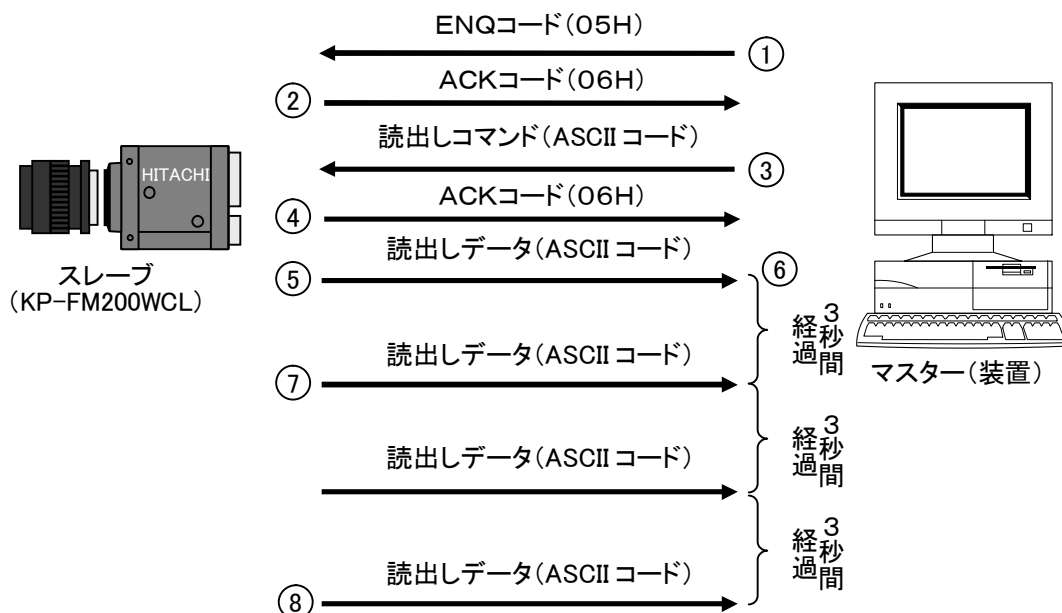 ENQコード(05H)
①
ACKコード(06H)
②
読出しコマンド(ASCII コード)
③
HITACHI
ACKコード(06H)
④
読出しデータ(ASCII コード)
⑤
⑥
スレーブ
(KP-FM200WCL)
3秒間
経過
読出しデータ(ASCII コード)
⑦
マスター(装置)
3秒間
経過
読出しデータ(ASCII コード)
3秒間
経過
読出しデータ(ASCII コード)
⑧